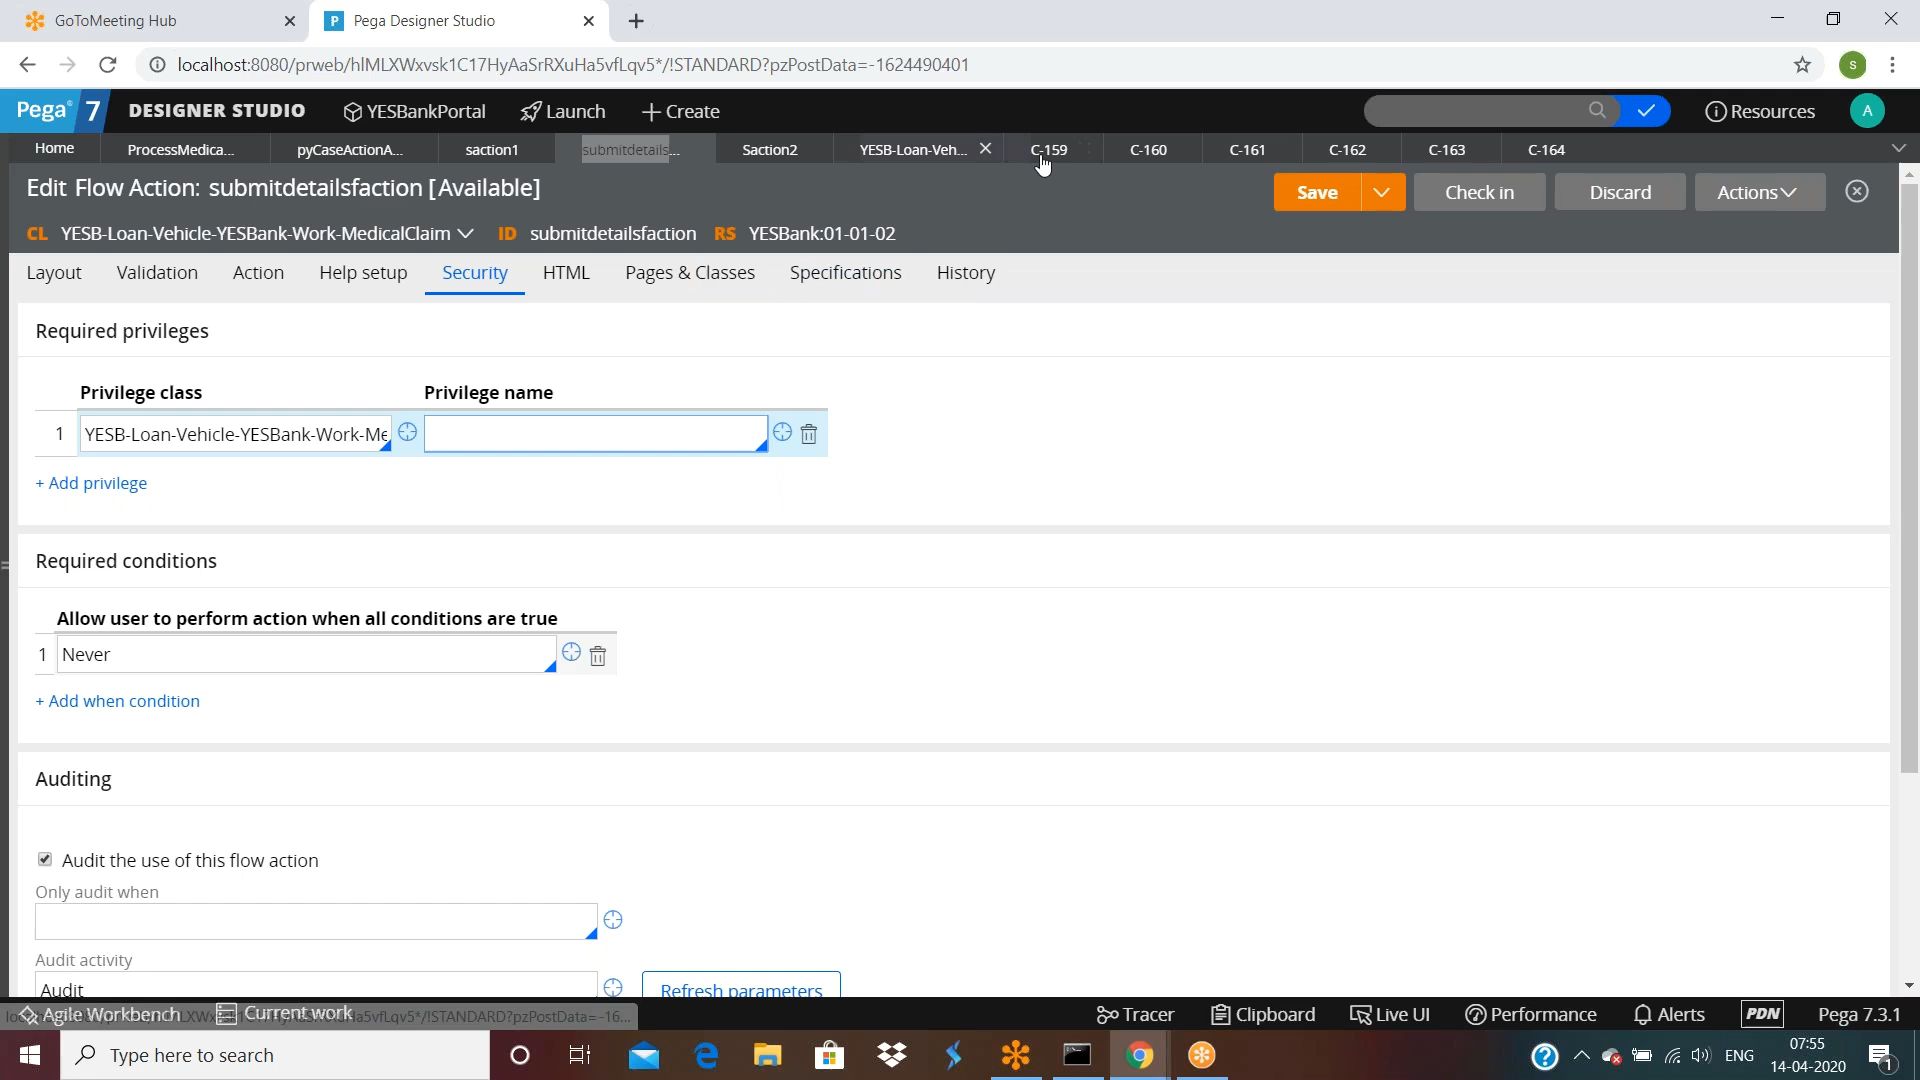 GoToMeeting Hub
Pega Designer Studio
localhost:8080/prweb/hIMLXWxvsk1C17HyAaSrRXuHa5vfLqv5*/!STANDARD?pzPostData=-1624490401
S
Pega 7 DESIGNER STUDIO YESBankPortal Launch + Create Resources A
Home ProcessMedica... pyCaseActionA... saction1 submitdetails... Saction2 YESB-Loan-Veh... C-159 C-160 C-161 C-162 C-163 C-164
Edit Flow Action: submitdetailsfaction [Available]
Save Check in Discard Actions
CL YESB-Loan-Vehicle-YESBank-Work-MedicalClaim ID submitdetailsfaction RS YESBank:01-01-02
Layout Validation Action Help setup Security HTML Pages & Classes Specifications History
Required privileges
Privilege class Privilege name
1 YESB-Loan-Vehicle-YESBank-Work-Me
+ Add privilege
Required conditions
Allow user to perform action when all conditions are true
1 Never
+ Add when condition
Auditing
Audit the use of this flow action
Only audit when
Audit activity
Audit Refresh parameters
Agile Workbench Current work Tracer Clipboard Live UI Performance Alerts PDN Pega 7.3.1
Type here to search
ENG
07:55
14-04-2020
1